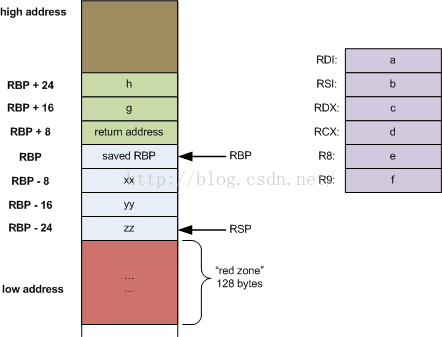 high address
RBP + 24 h
RBP + 16 g
RBP + 8 return address
RBP saved RBP RBP
RBP - 8 xx
RBP - 16 yy
RBP - 24 zz RSP
...
...
low address
"red zone"
128 bytes
RDI: a
RSI: b
RDX: c
RCX: d
R8: e
R9: f
http://blog.csdn.net/